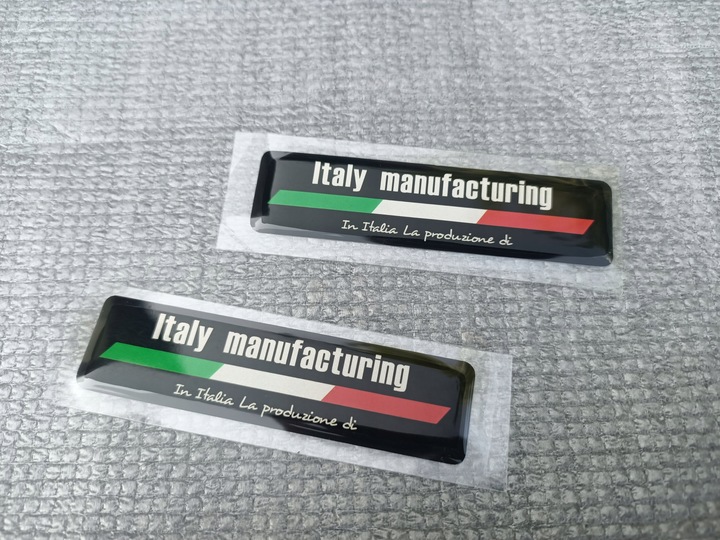 Italy manufacturing
In Italia La produzione di
Italy manufacturing
In Italia La produzione di